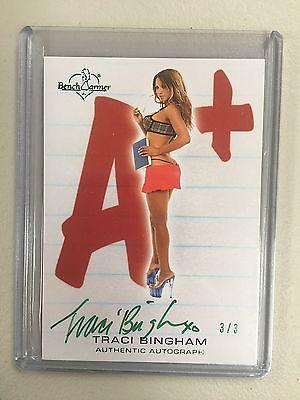 Bench Warmer
A+
Traci Bingham xo
3/3
TRACI BINGHAM
AUTHENTIC AUTOGRAPH